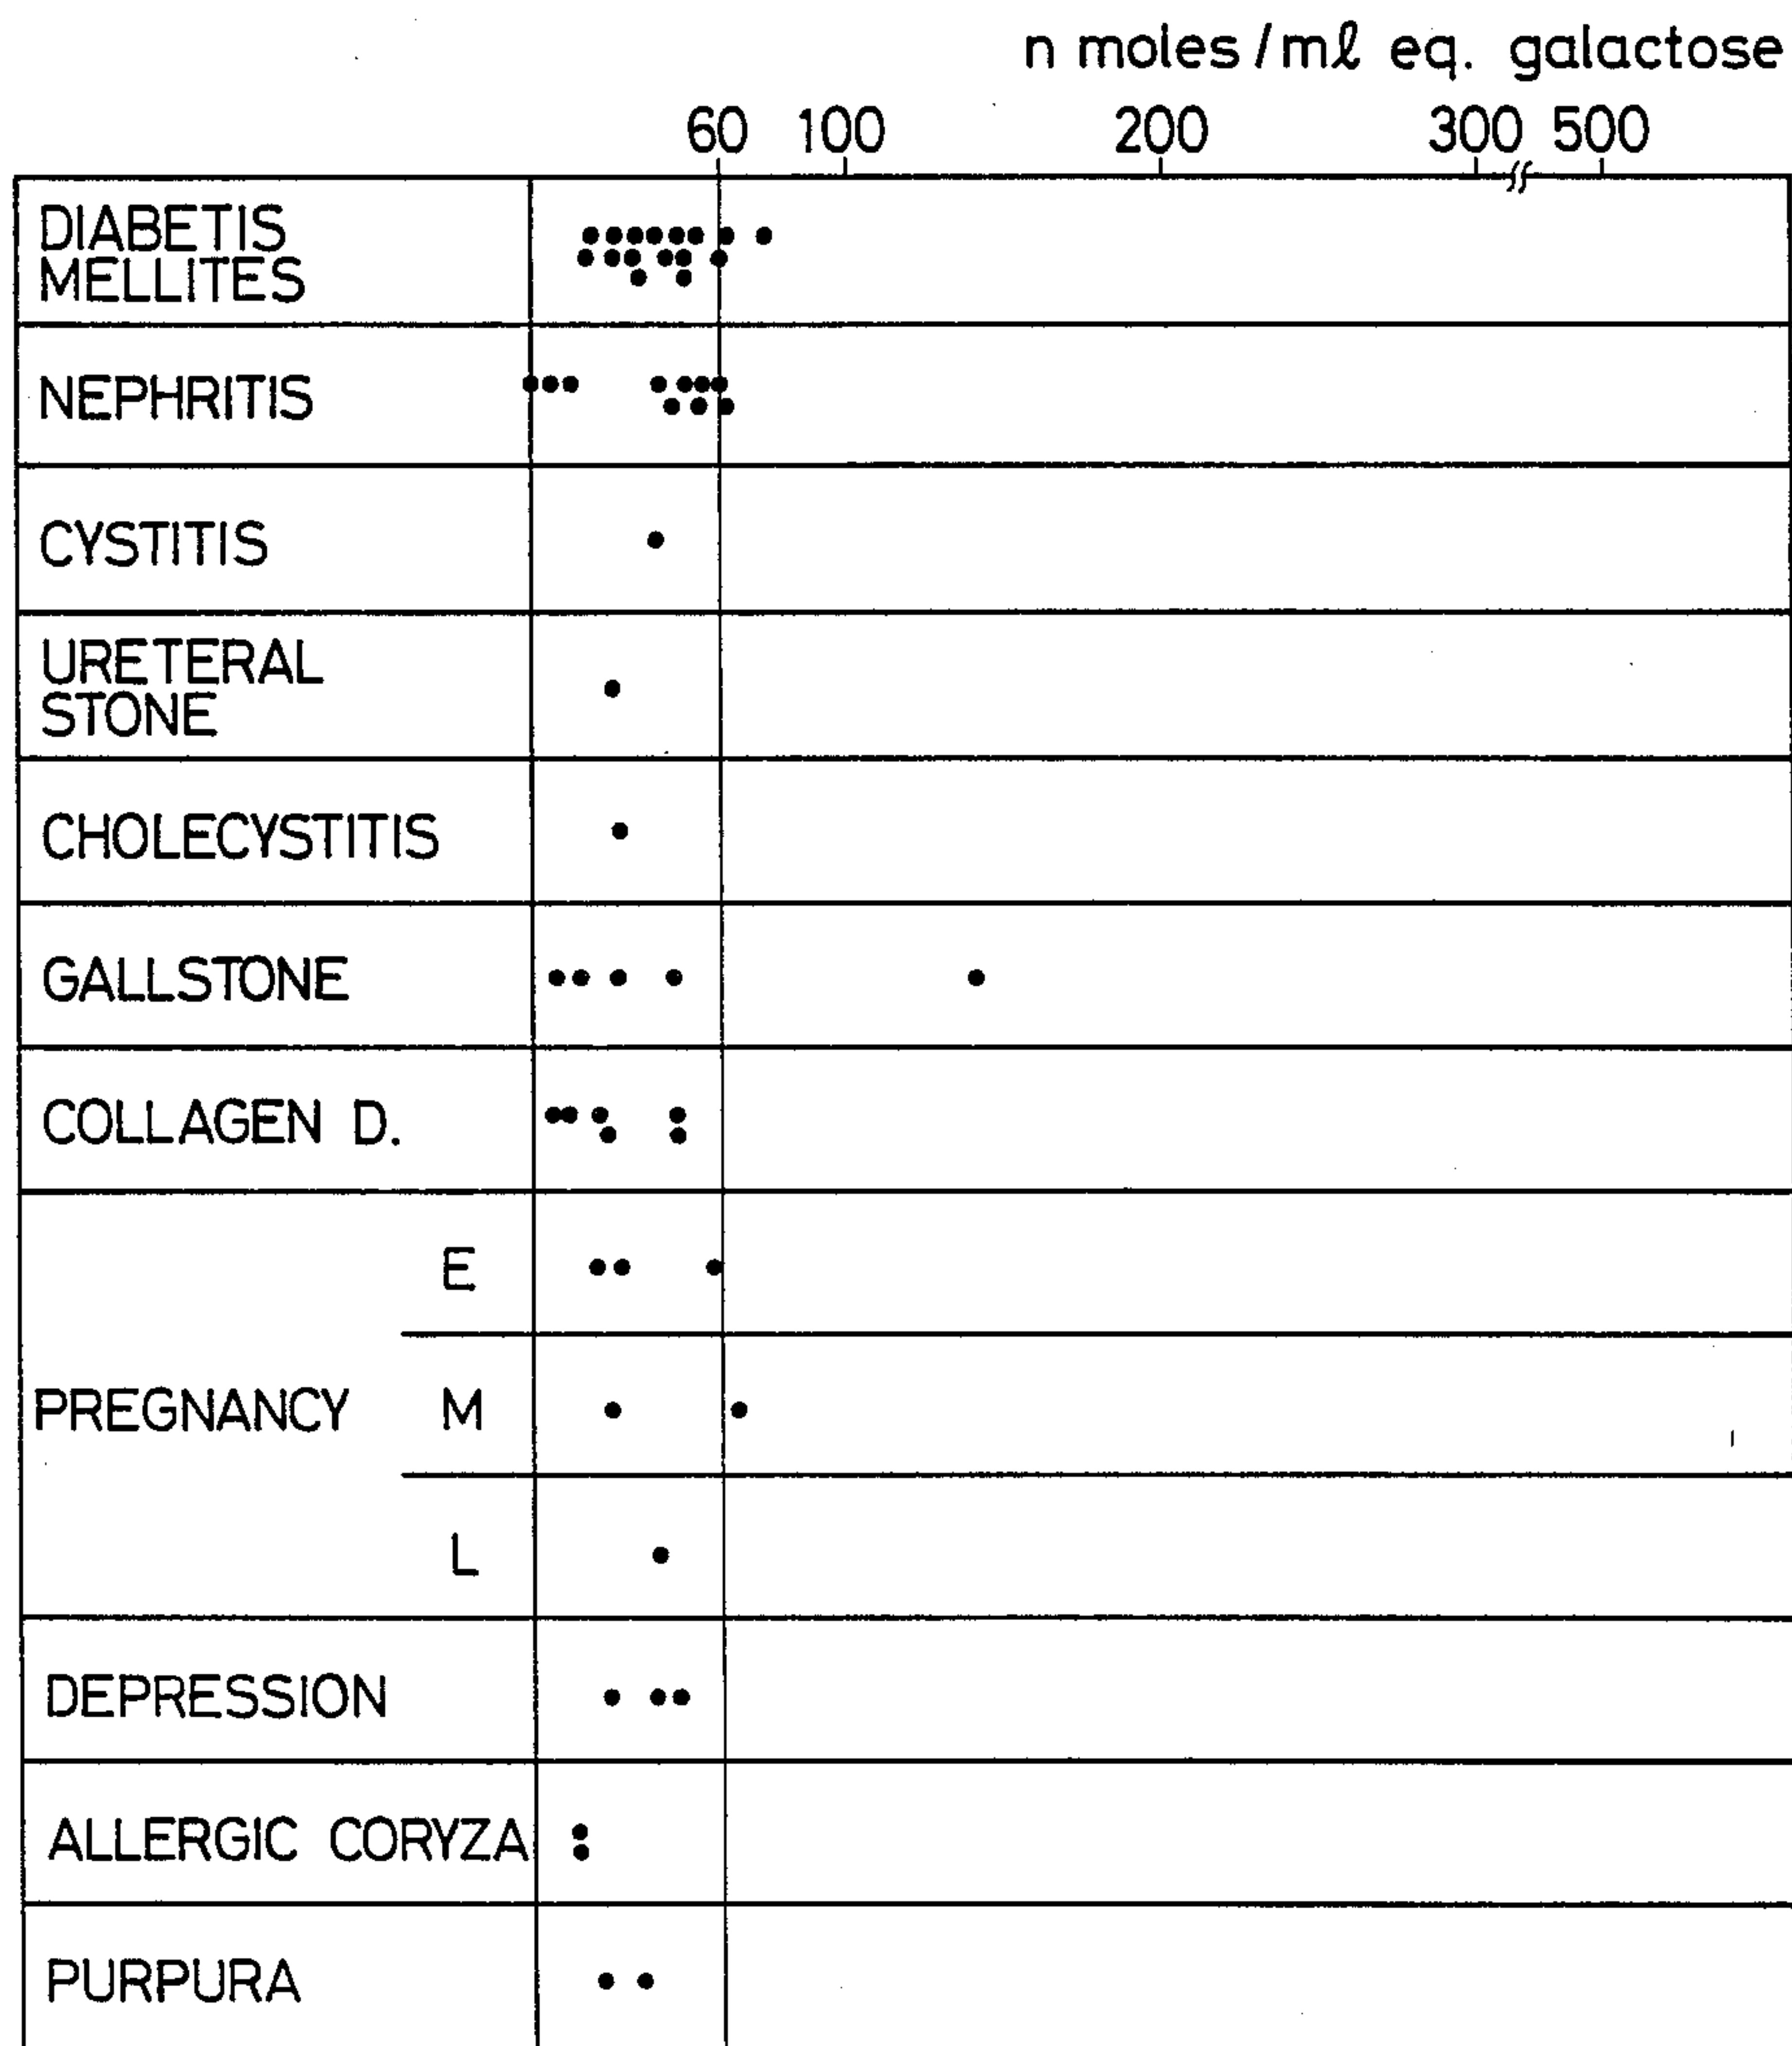 n moles/ml eq. galactose
60 100 200 300 500
DIABETIS
MELLITES
NEPHRITIS
CYSTITIS
URETERAL
STONE
CHOLECYSTITIS
GALLSTONE
COLLAGEN D.
E
PREGNANCY M
L
DEPRESSION
ALLERGIC CORYZA
PURPURA